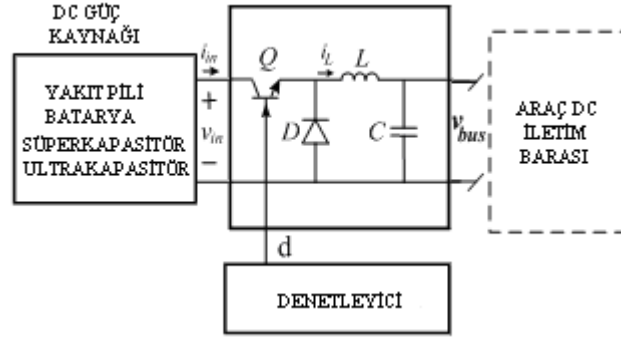 DC GÜÇ
KAYNAĞI
YAKIT PİLİ
BATARYA
SÜPERKAPASİTÖR
ULTRAKAPASİTÖR
i_in
+
v_in
−
Q
i_L
L
D
C
v_bus
ARAÇ DC
İLETİM
BARASI
d
DENETLEYİCİ